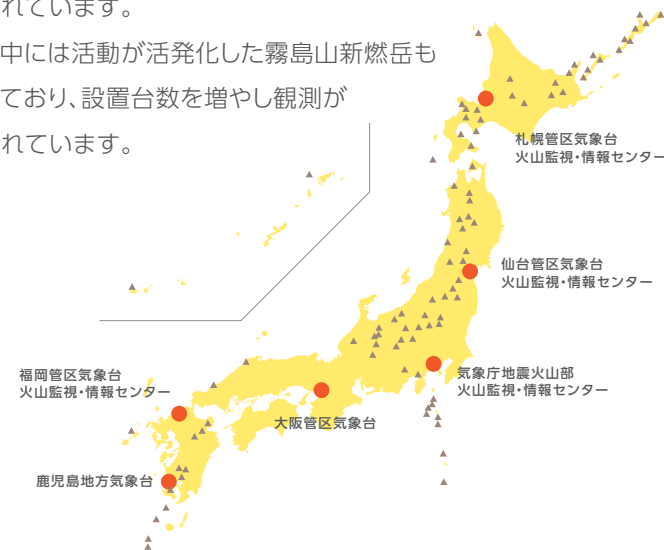 れています。
中には活動が活発化した霧島山新燃岳も
ており、設置台数を増やし観測が
れています。
札幌管区気象台
火山監視・情報センター
仙台管区気象台
火山監視・情報センター
気象庁地震火山部
火山監視・情報センター
福岡管区気象台
火山監視・情報センター
大阪管区気象台
鹿児島地方気象台